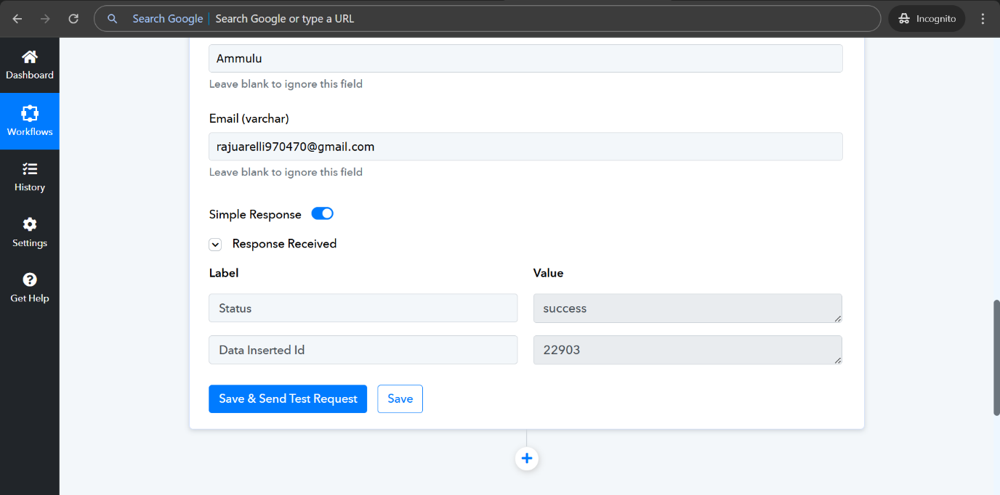 Search Google Search Google or type a URL Incognito
Dashboard
Workflows
History
Settings
Get Help
Ammulu
Leave blank to ignore this field
Email (varchar)
rajuarelli970470@gmail.com
Leave blank to ignore this field
Simple Response
Response Received
Label Value
Status success
Data Inserted Id 22903
Save & Send Test Request Save